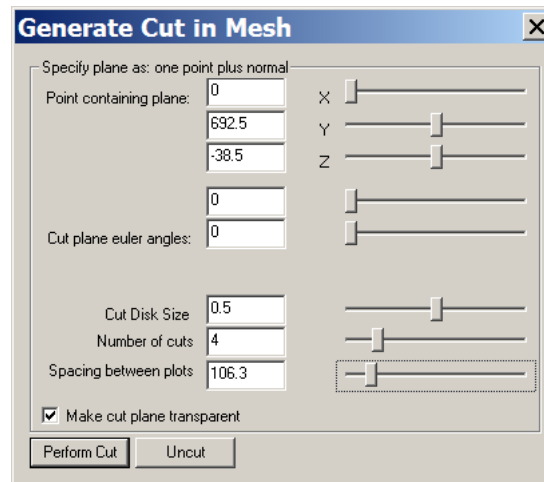 Generate Cut in Mesh
Specify plane as: one point plus normal
Point containing plane: 0 X
692.5 Y
-38.5 Z
0
Cut plane euler angles: 0
Cut Disk Size 0.5
Number of cuts 4
Spacing between plots 106.3
Make cut plane transparent
Perform Cut Uncut